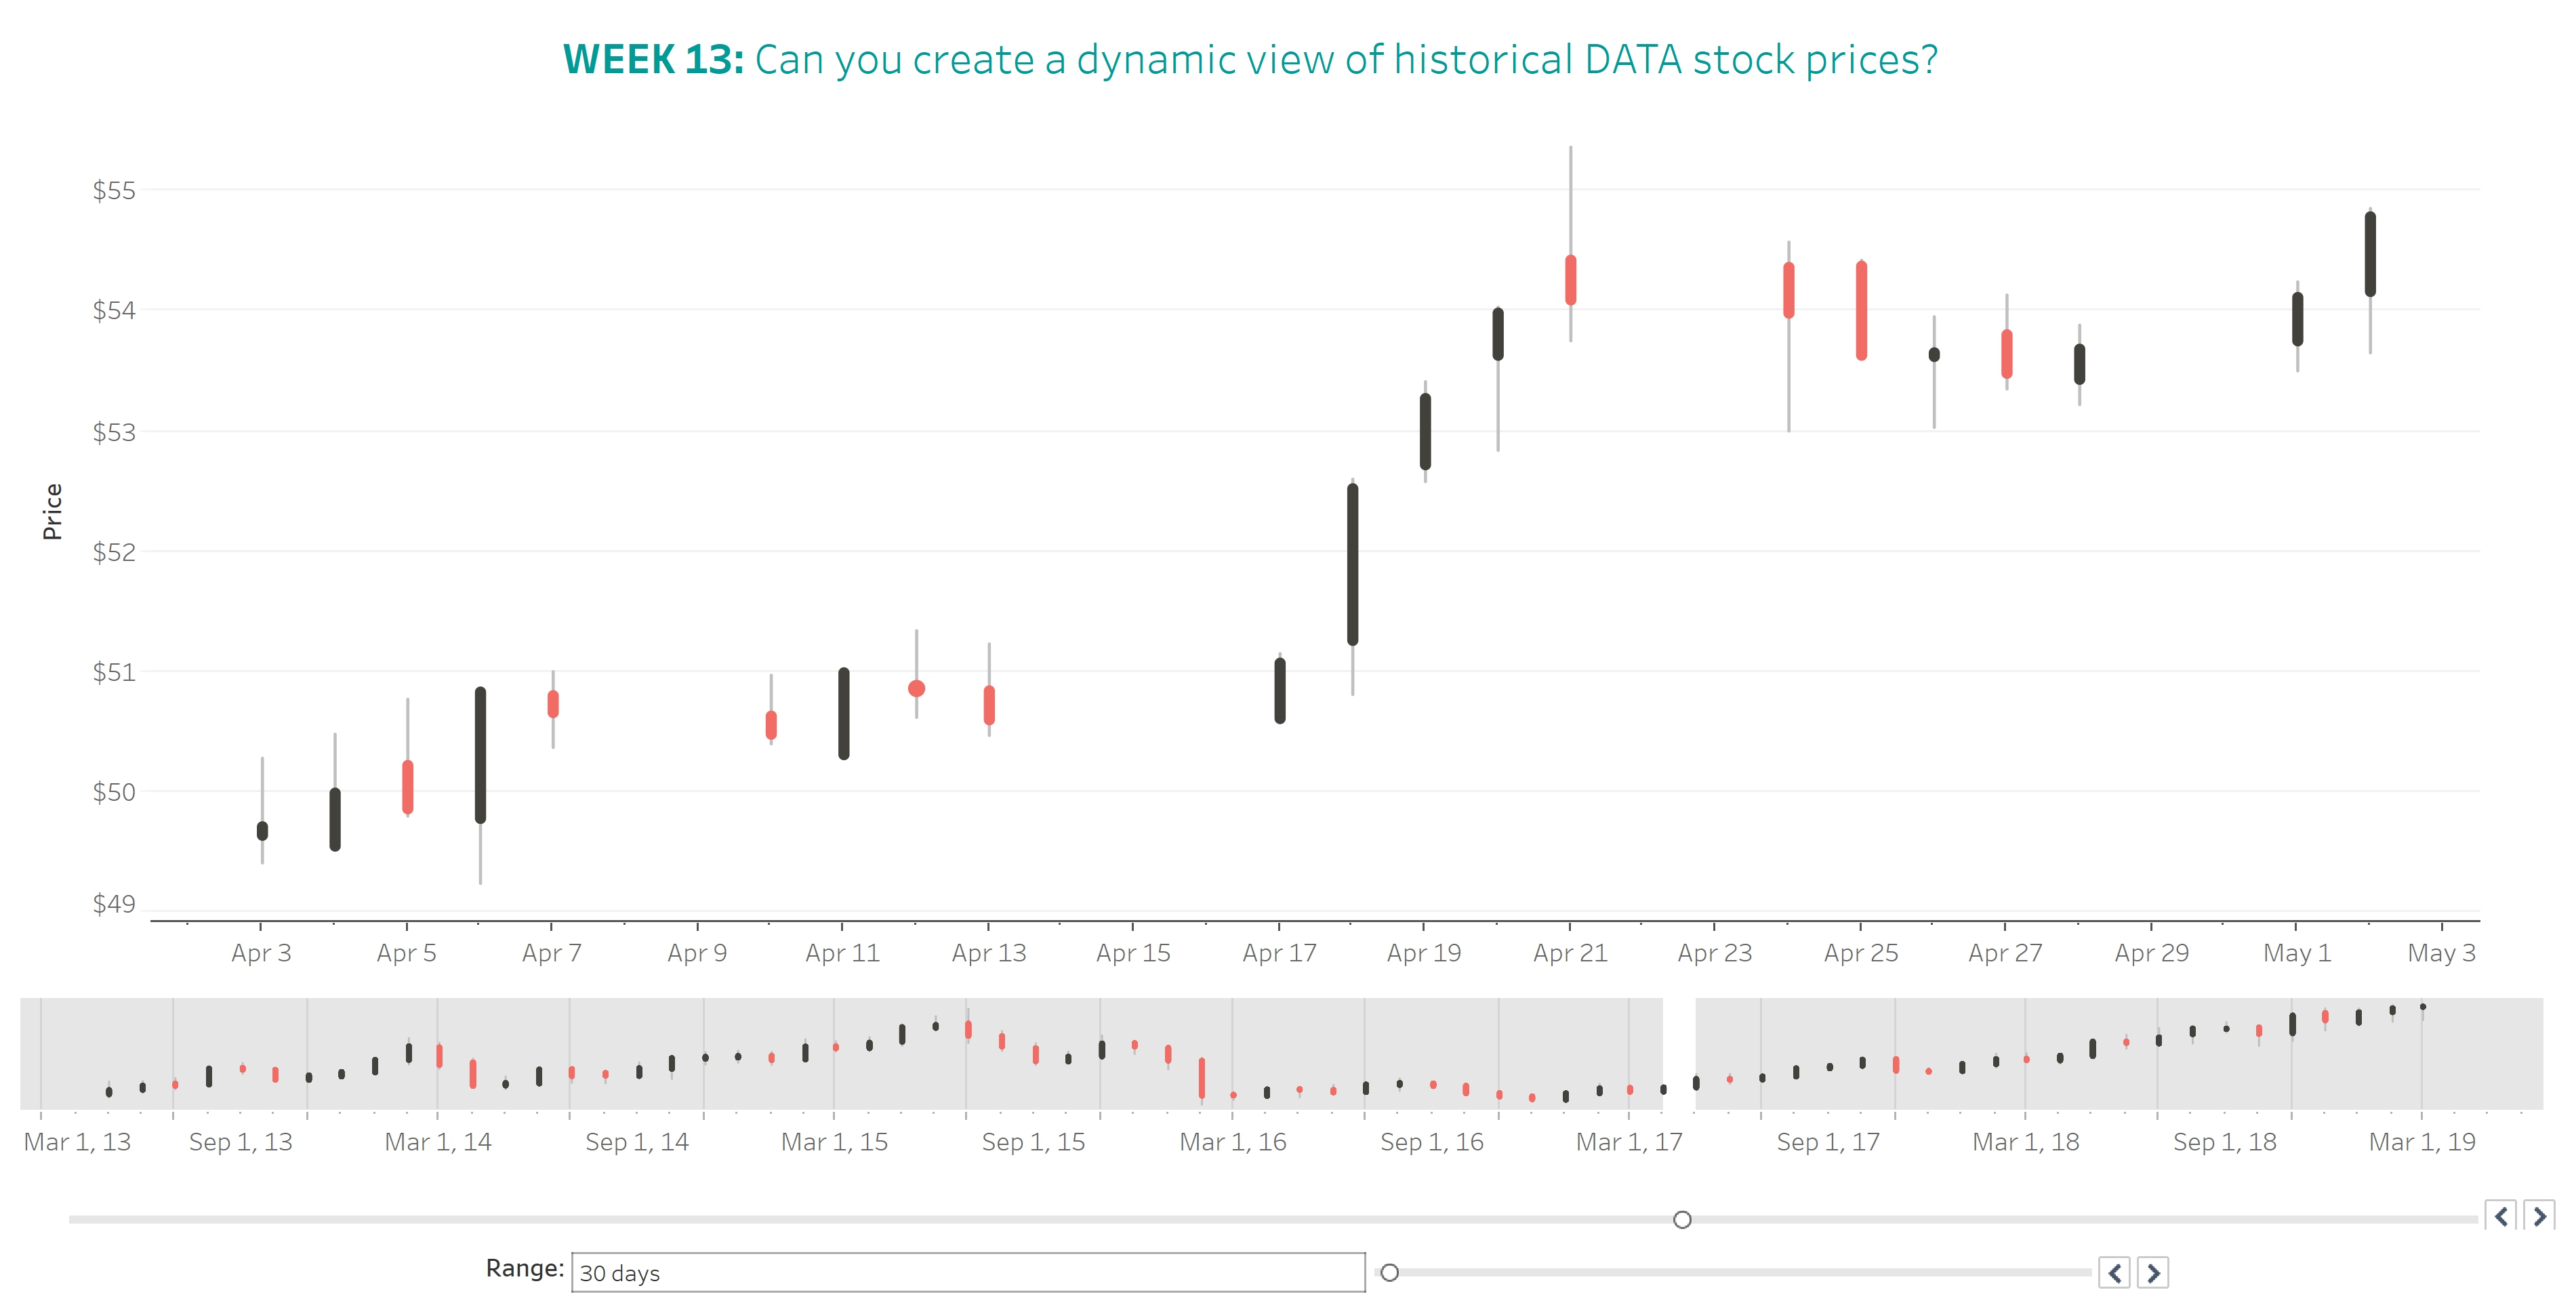 WEEK 13: Can you create a dynamic view of historical DATA stock prices?
$55
$54
$53
$52
$51
$50
$49
Price
Apr 3 Apr 5 Apr 7 Apr 9 Apr 11 Apr 13 Apr 15 Apr 17 Apr 19 Apr 21 Apr 23 Apr 25 Apr 27 Apr 29 May 1 May 3
Mar 1, 13 Sep 1, 13 Mar 1, 14 Sep 1, 14 Mar 1, 15 Sep 1, 15 Mar 1, 16 Sep 1, 16 Mar 1, 17 Sep 1, 17 Mar 1, 18 Sep 1, 18 Mar 1, 19
Range: 30 days